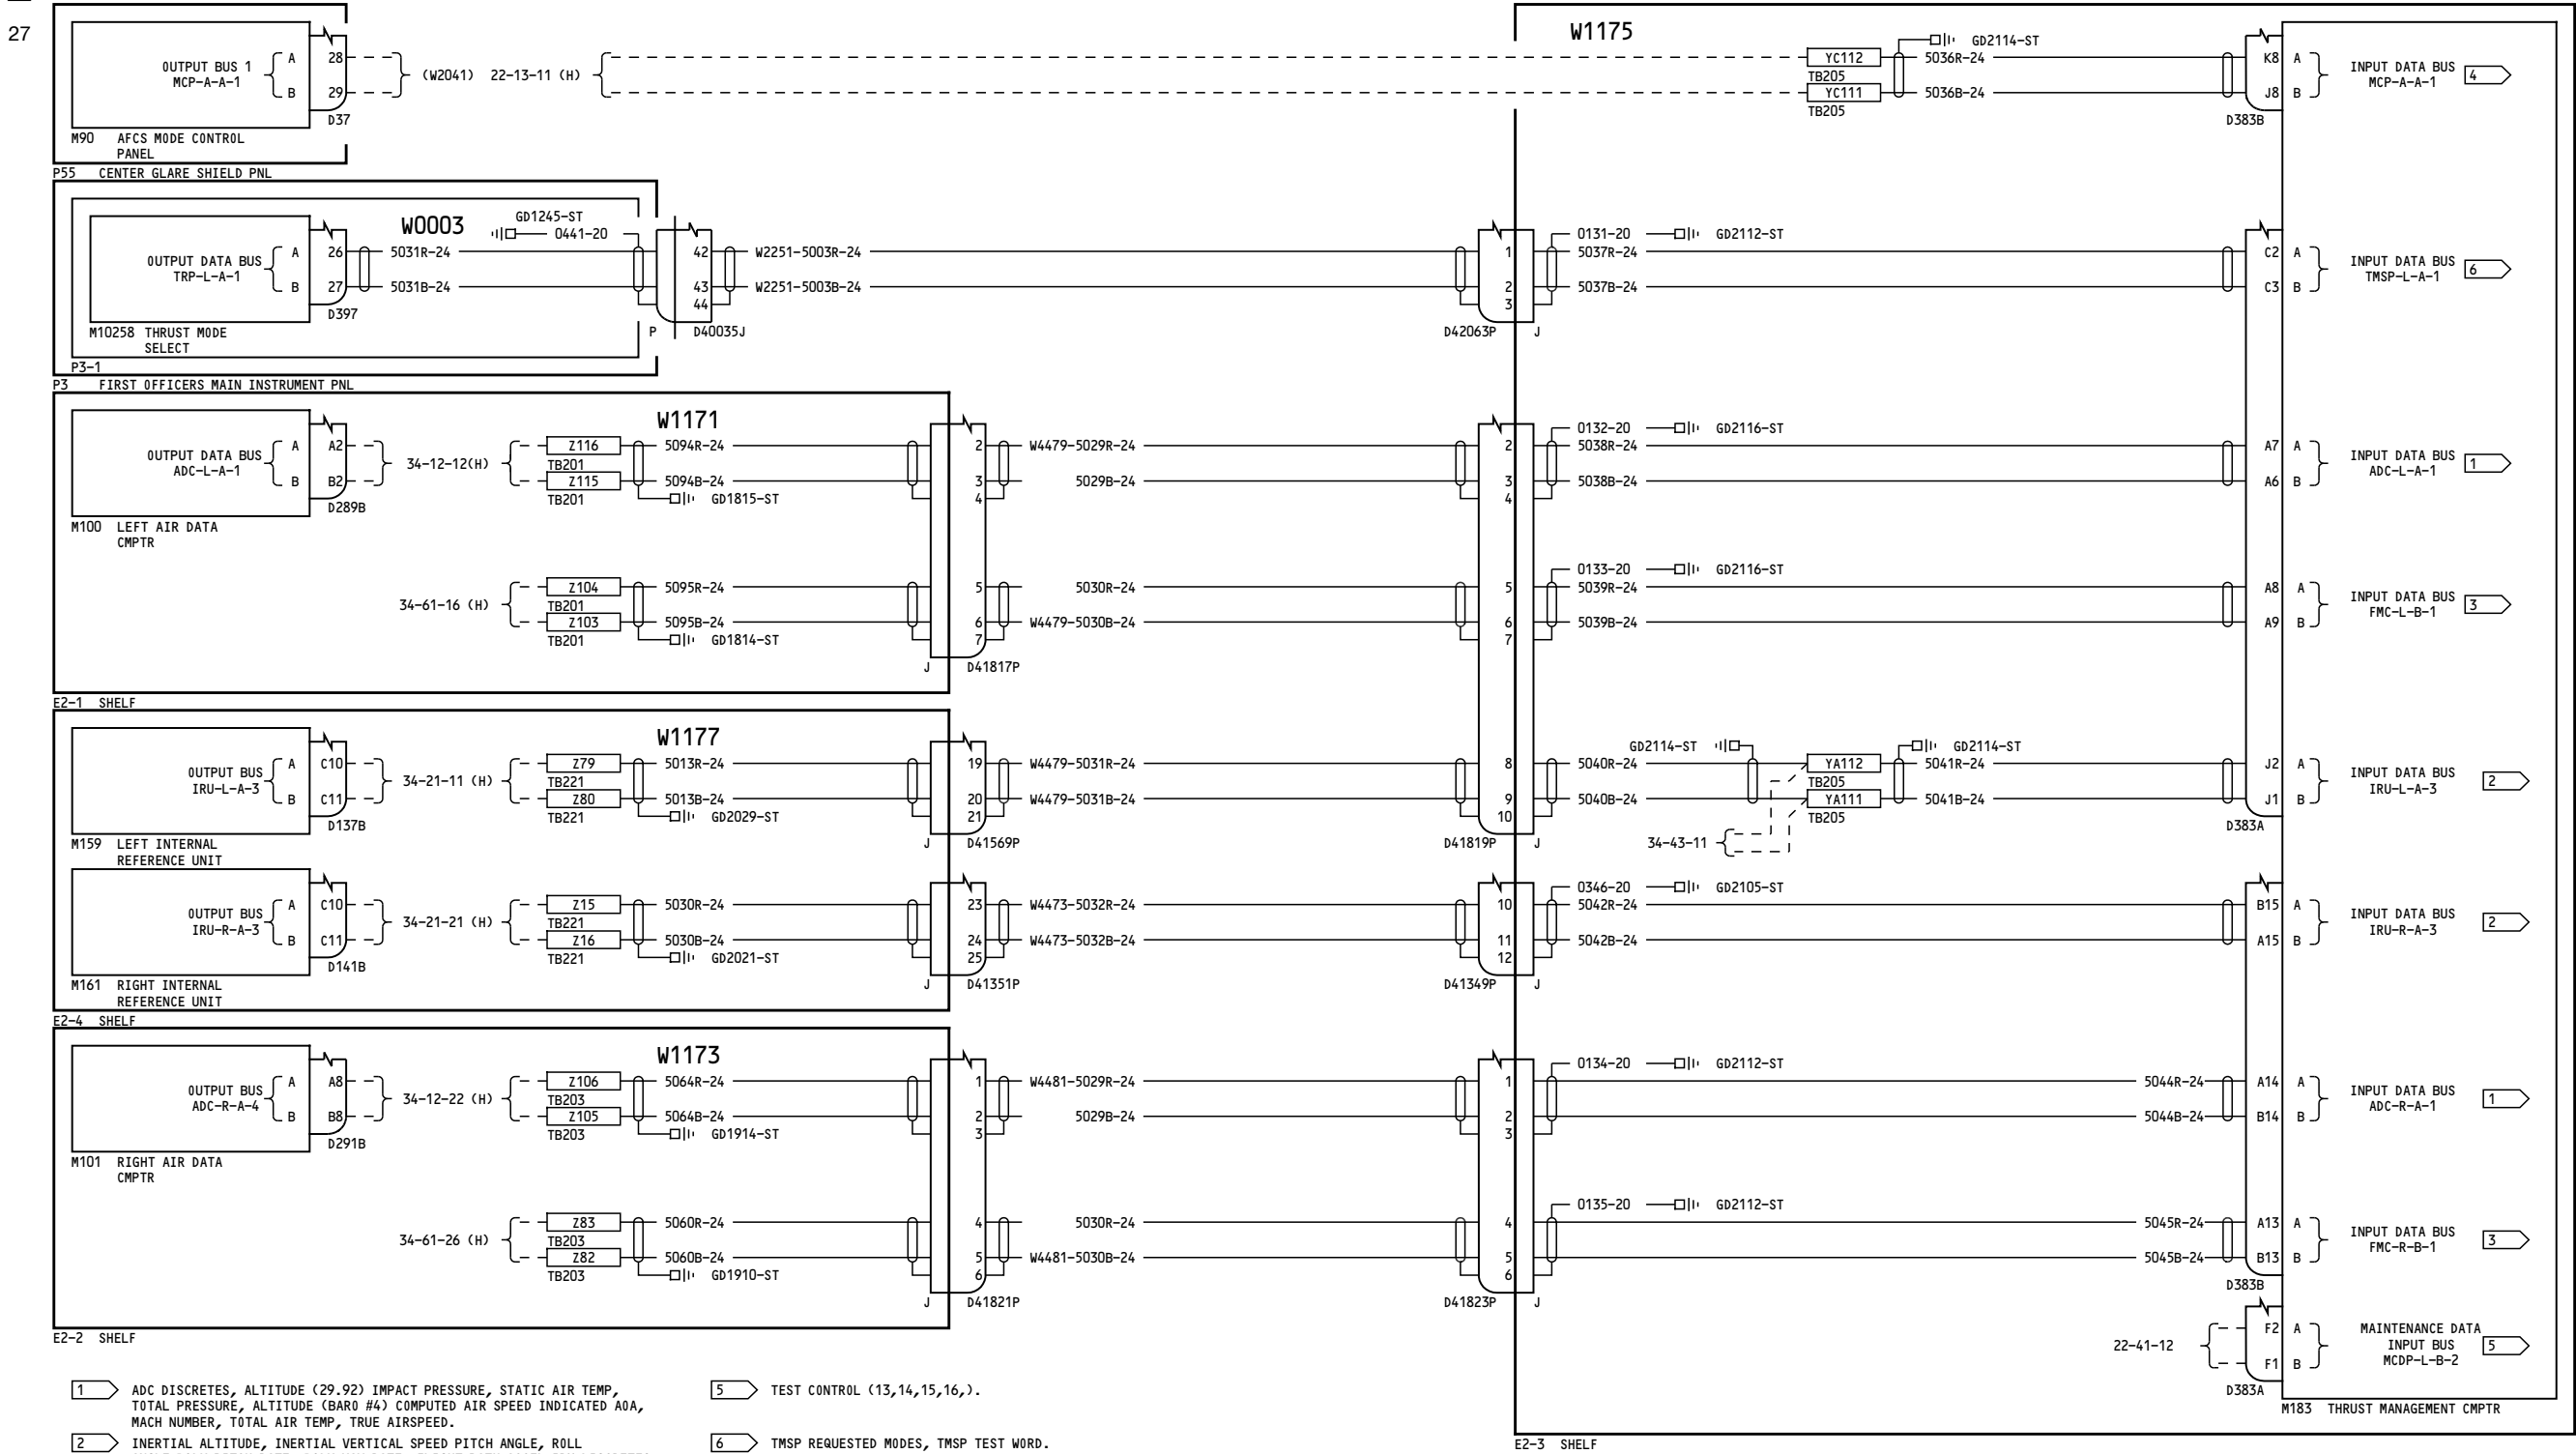 27
W1175
OUTPUT BUS 1
MCP-A-A-1
A
B
28
29
D37
(W2041) 22-13-11 (H)
YC112
TB205
YC111
TB205
GD2114-ST
5036R-24
5036B-24
K8 A
J8 B
D383B
INPUT DATA BUS
MCP-A-A-1
4
M90 AFCS MODE CONTROL
PANEL
P55 CENTER GLARE SHIELD PNL
W0003
GD1245-ST
0441-20
OUTPUT DATA BUS
TRP-L-A-1
A
B
26
27
D397
5031R-24
5031B-24
42
43
44
P
D40035J
W2251-5003R-24
W2251-5003B-24
1
2
3
D42063P
J
0131-20
GD2112-ST
5037R-24
5037B-24
C2 A
C3 B
INPUT DATA BUS
TMSP-L-A-1
6
M10258 THRUST MODE
SELECT
P3-1
P3 FIRST OFFICERS MAIN INSTRUMENT PNL
W1171
OUTPUT DATA BUS
ADC-L-A-1
A
B
A2
B2
D289B
34-12-12(H)
Z116
TB201
Z115
TB201
5094R-24
5094B-24
GD1815-ST
2
3
4
W4479-5029R-24
5029B-24
2
3
4
0132-20
GD2116-ST
5038R-24
5038B-24
A7 A
A6 B
INPUT DATA BUS
ADC-L-A-1
1
M100 LEFT AIR DATA
CMPTR
34-61-16 (H)
Z104
TB201
Z103
TB201
5095R-24
5095B-24
GD1814-ST
5
6
7
J
D41817P
5030R-24
W4479-5030B-24
5
6
7
0133-20
GD2116-ST
5039R-24
5039B-24
A8 A
A9 B
INPUT DATA BUS
FMC-L-B-1
3
E2-1 SHELF
W1177
OUTPUT BUS
IRU-L-A-3
A
B
C10
C11
D137B
34-21-11 (H)
Z79
TB221
Z80
TB221
5013R-24
5013B-24
GD2029-ST
19
20
21
J
D41569P
W4479-5031R-24
W4479-5031B-24
8
9
10
D41819P
J
GD2114-ST
5040R-24
5040B-24
34-43-11
YA112
TB205
YA111
TB205
GD2114-ST
5041R-24
5041B-24
J2 A
J1 B
D383A
INPUT DATA BUS
IRU-L-A-3
2
M159 LEFT INTERNAL
REFERENCE UNIT
OUTPUT BUS
IRU-R-A-3
A
B
C10
C11
D141B
34-21-21 (H)
Z15
TB221
Z16
TB221
5030R-24
5030B-24
GD2021-ST
23
24
25
J
D41351P
W4473-5032R-24
W4473-5032B-24
10
11
12
D41349P
J
0346-20
GD2105-ST
5042R-24
5042B-24
B15 A
A15 B
INPUT DATA BUS
IRU-R-A-3
2
M161 RIGHT INTERNAL
REFERENCE UNIT
E2-4 SHELF
W1173
OUTPUT BUS
ADC-R-A-4
A
B
A8
B8
D291B
34-12-22 (H)
Z106
TB203
Z105
TB203
5064R-24
5064B-24
GD1914-ST
1
2
3
W4481-5029R-24
5029B-24
1
2
3
0134-20
GD2112-ST
5044R-24
5044B-24
A14 A
B14 B
INPUT DATA BUS
ADC-R-A-1
1
M101 RIGHT AIR DATA
CMPTR
34-61-26 (H)
Z83
TB203
Z82
TB203
5060R-24
5060B-24
GD1910-ST
4
5
6
J
D41821P
5030R-24
W4481-5030B-24
4
5
6
D41823P
J
0135-20
GD2112-ST
5045R-24
5045B-24
A13 A
B13 B
D383B
INPUT DATA BUS
FMC-R-B-1
3
E2-2 SHELF
22-41-12
F2 A
F1 B
D383A
MAINTENANCE DATA
INPUT BUS
MCDP-L-B-2
5
M183 THRUST MANAGEMENT CMPTR
E2-3 SHELF
1 ADC DISCRETES, ALTITUDE (29.92) IMPACT PRESSURE, STATIC AIR TEMP,
TOTAL PRESSURE, ALTITUDE (BARO #4) COMPUTED AIR SPEED INDICATED AOA,
MACH NUMBER, TOTAL AIR TEMP, TRUE AIRSPEED.
2 INERTIAL ALTITUDE, INERTIAL VERTICAL SPEED PITCH ANGLE, ROLL
5 TEST CONTROL (13,14,15,16,).
6 TMSP REQUESTED MODES, TMSP TEST WORD.